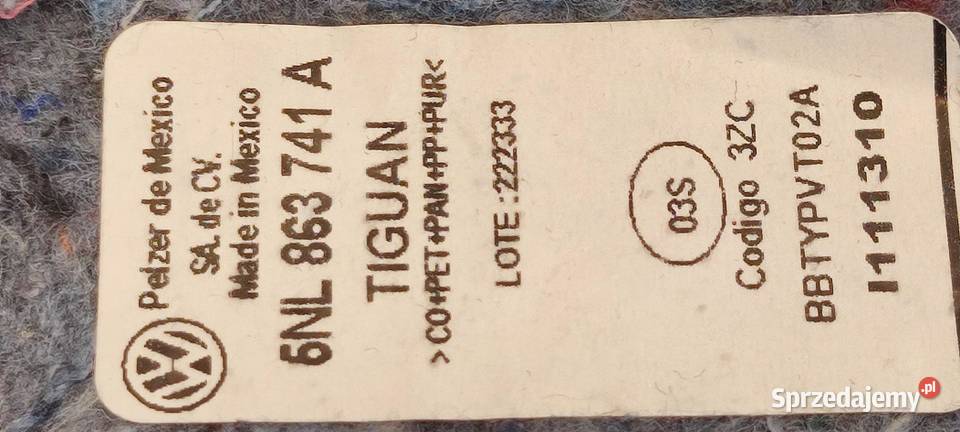 Pelzer de Mexico
SA. de CV.
Made in Mexico
5NL 863 741 A
TIGUAN
>CO+PET+PAN+PP+PUR<
LOTE :222333
03S
Codigo 3ZC
BBTYPVT02A
I111310
Sprzedajemy.pl